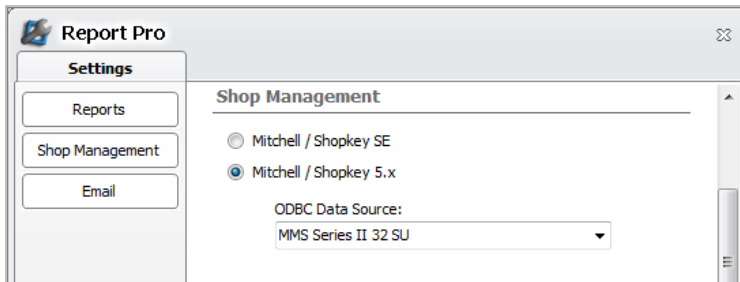 Report Pro
Settings
Reports
Shop Management
Email
Shop Management
Mitchell / Shopkey SE
Mitchell / Shopkey 5.x
ODBC Data Source:
MMS Series II 32 SU